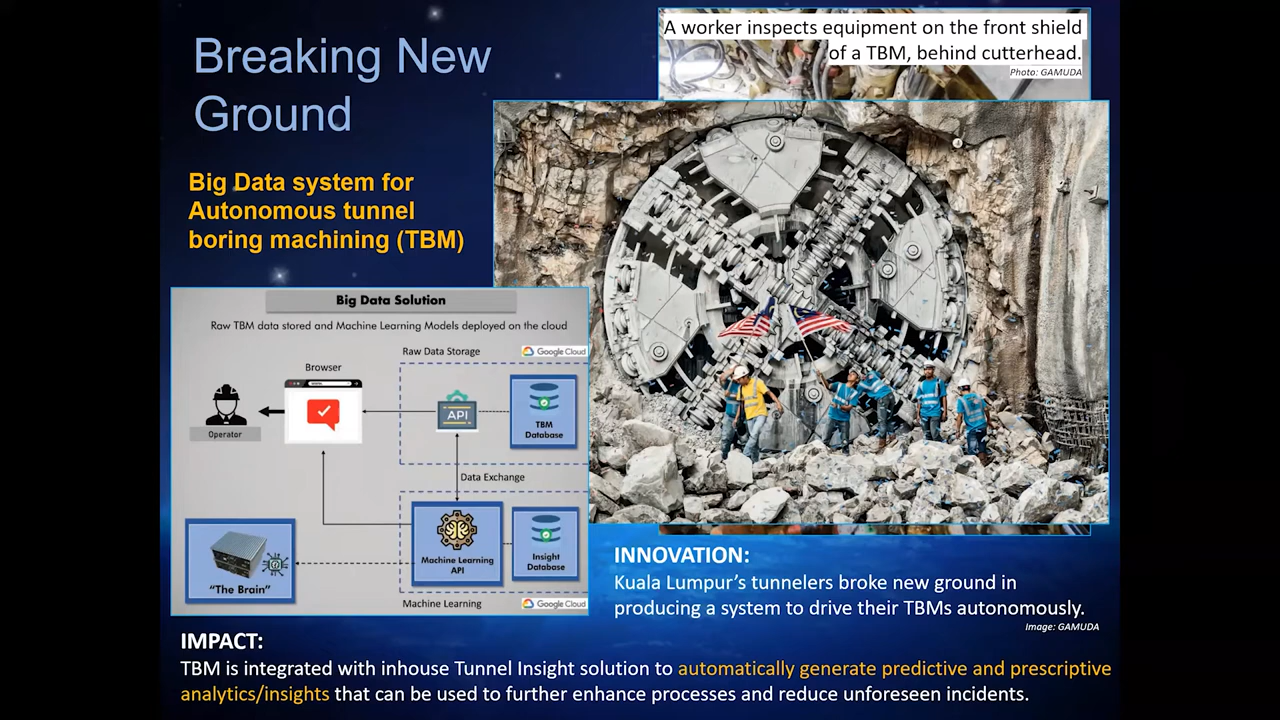 Breaking New
Ground
Big Data system for
Autonomous tunnel
boring machining (TBM)
A worker inspects equipment on the front shield
of a TBM, behind cutterhead.
Photo: GAMUDA
Big Data Solution
Raw TBM data stored and Machine Learning Models deployed on the cloud
Raw Data Storage
Google Cloud
Browser
Operator
API
TBM
Database
Data Exchange
Machine Learning
API
Insight
Database
"The Brain"
Machine Learning
Google Cloud
INNOVATION:
Kuala Lumpur's tunnelers broke new ground in
producing a system to drive their TBMs autonomously.
Image: GAMUDA
IMPACT:
TBM is integrated with inhouse Tunnel Insight solution to automatically generate predictive and prescriptive
analytics/insights that can be used to further enhance processes and reduce unforeseen incidents.